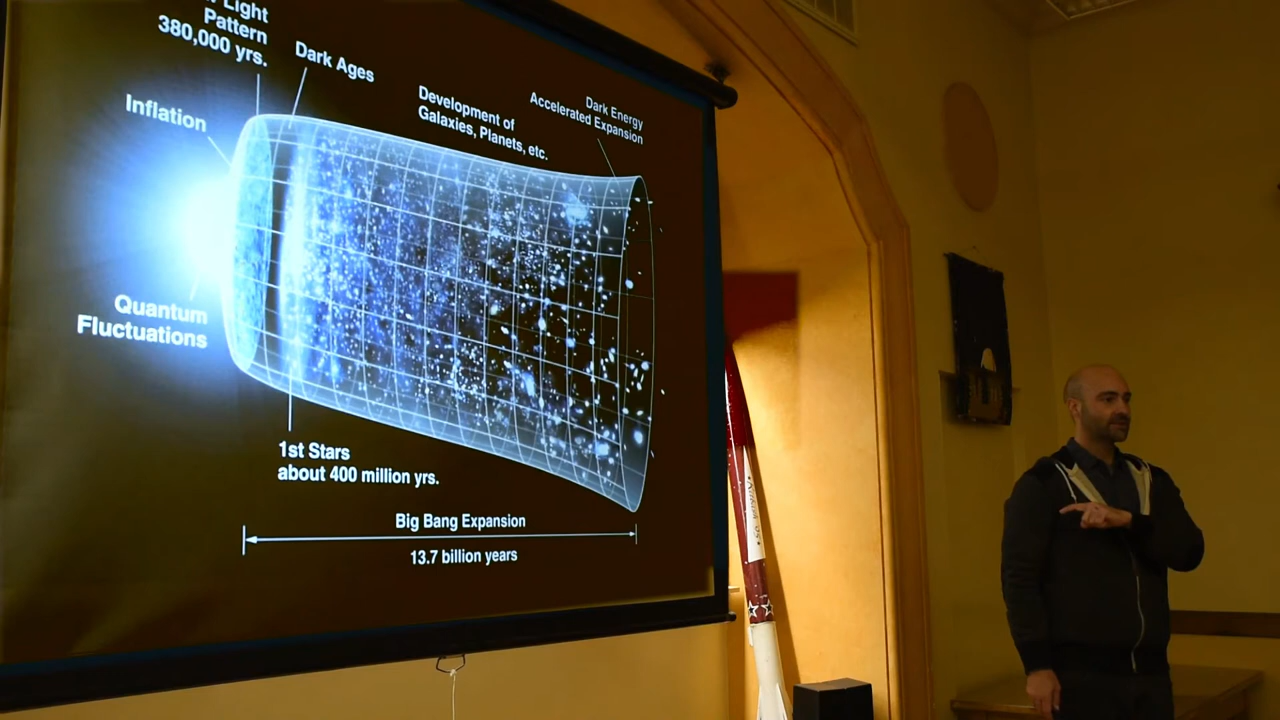 Light
Pattern
380,000 yrs.
Dark Ages
Inflation
Development of
Galaxies, Planets, etc.
Dark Energy
Accelerated Expansion
Quantum
Fluctuations
1st Stars
about 400 million yrs.
Big Bang Expansion
13.7 billion years